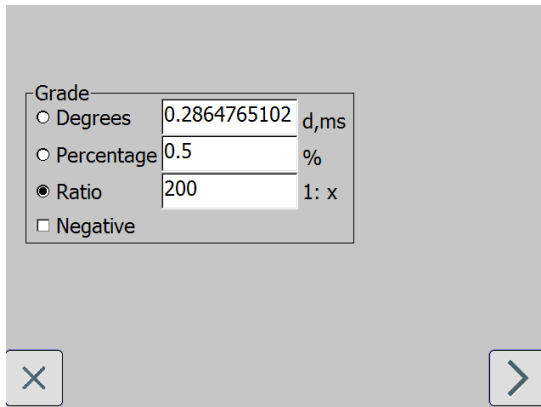 Grade
Degrees 0.2864765102 d,ms
Percentage 0.5 %
Ratio 200 1: x
Negative